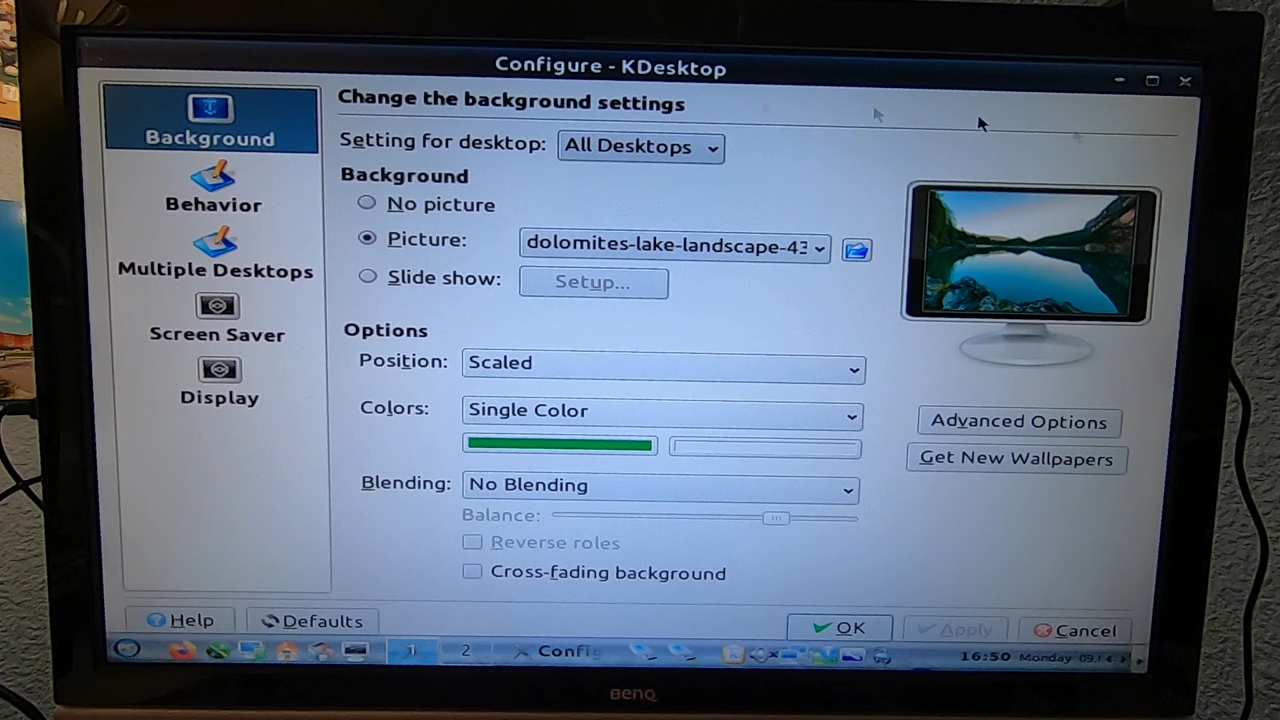 Configure - KDesktop
Change the background settings
Background
Behavior
Multiple Desktops
Screen Saver
Display
Setting for desktop: All Desktops
Background
No picture
Picture: dolomites-lake-landscape-43
Slide show: Setup...
Options
Position: Scaled
Colors: Single Color
Blending: No Blending
Balance:
Reverse roles
Cross-fading background
Advanced Options
Get New Wallpapers
Help Defaults OK Apply Cancel
1 2 Config 16:50 Monday
BenQ